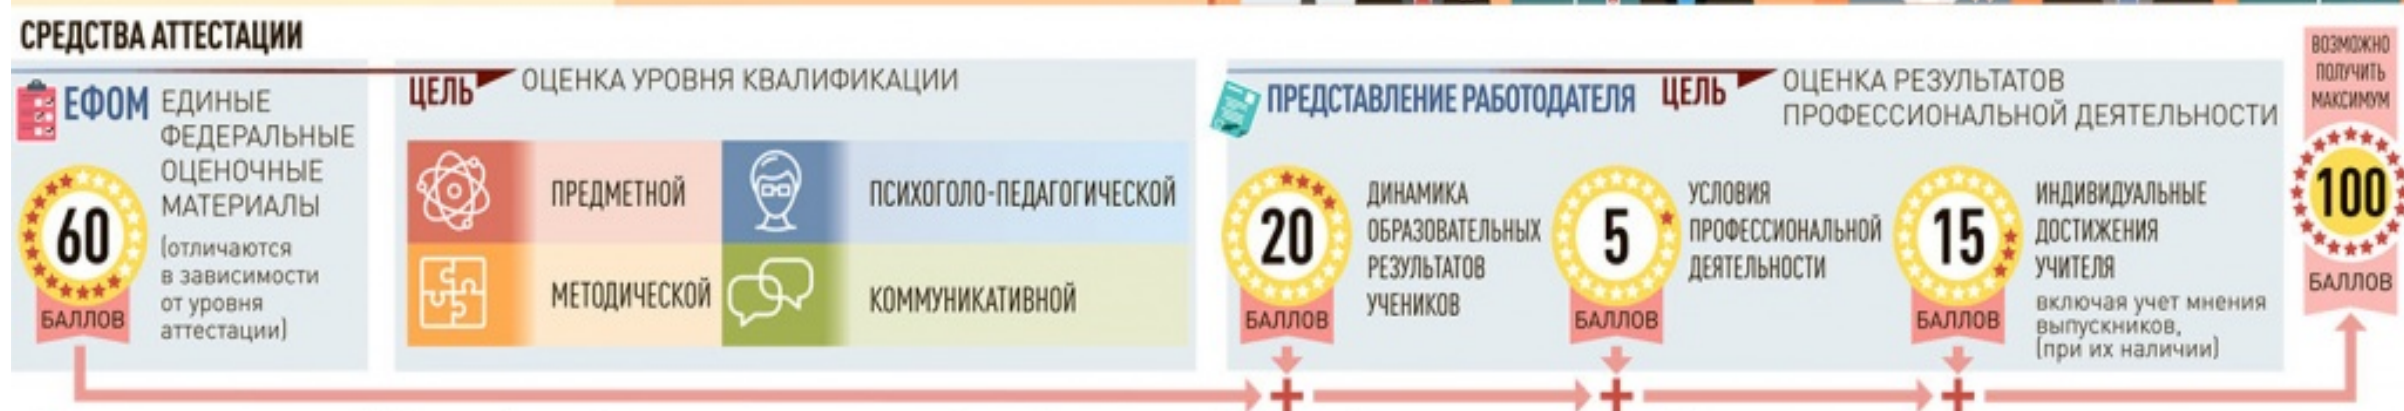 СРЕДСТВА АТТЕСТАЦИИ
ЕФОМ
ЕДИНЫЕ
ФЕДЕРАЛЬНЫЕ
ОЦЕНОЧНЫЕ
МАТЕРИАЛЫ
(отличаются
в зависимости
от уровня
аттестации)
60
БАЛЛОВ
ЦЕЛЬ
ОЦЕНКА УРОВНЯ КВАЛИФИКАЦИИ
ПРЕДМЕТНОЙ
ПСИХОГОЛО-ПЕДАГОГИЧЕСКОЙ
МЕТОДИЧЕСКОЙ
КОММУНИКАТИВНОЙ
ПРЕДСТАВЛЕНИЕ РАБОТОДАТЕЛЯ
ЦЕЛЬ
ОЦЕНКА РЕЗУЛЬТАТОВ
ПРОФЕССИОНАЛЬНОЙ ДЕЯТЕЛЬНОСТИ
20
БАЛЛОВ
ДИНАМИКА
ОБРАЗОВАТЕЛЬНЫХ
РЕЗУЛЬТАТОВ
УЧЕНИКОВ
5
БАЛЛОВ
УСЛОВИЯ
ПРОФЕССИОНАЛЬНОЙ
ДЕЯТЕЛЬНОСТИ
15
БАЛЛОВ
ИНДИВИДУАЛЬНЫЕ
ДОСТИЖЕНИЯ
УЧИТЕЛЯ
включая учет мнения
выпускников,
(при их наличии)
ВОЗМОЖНО
ПОЛУЧИТЬ
МАКСИМУМ
100
БАЛЛОВ
+
+
+